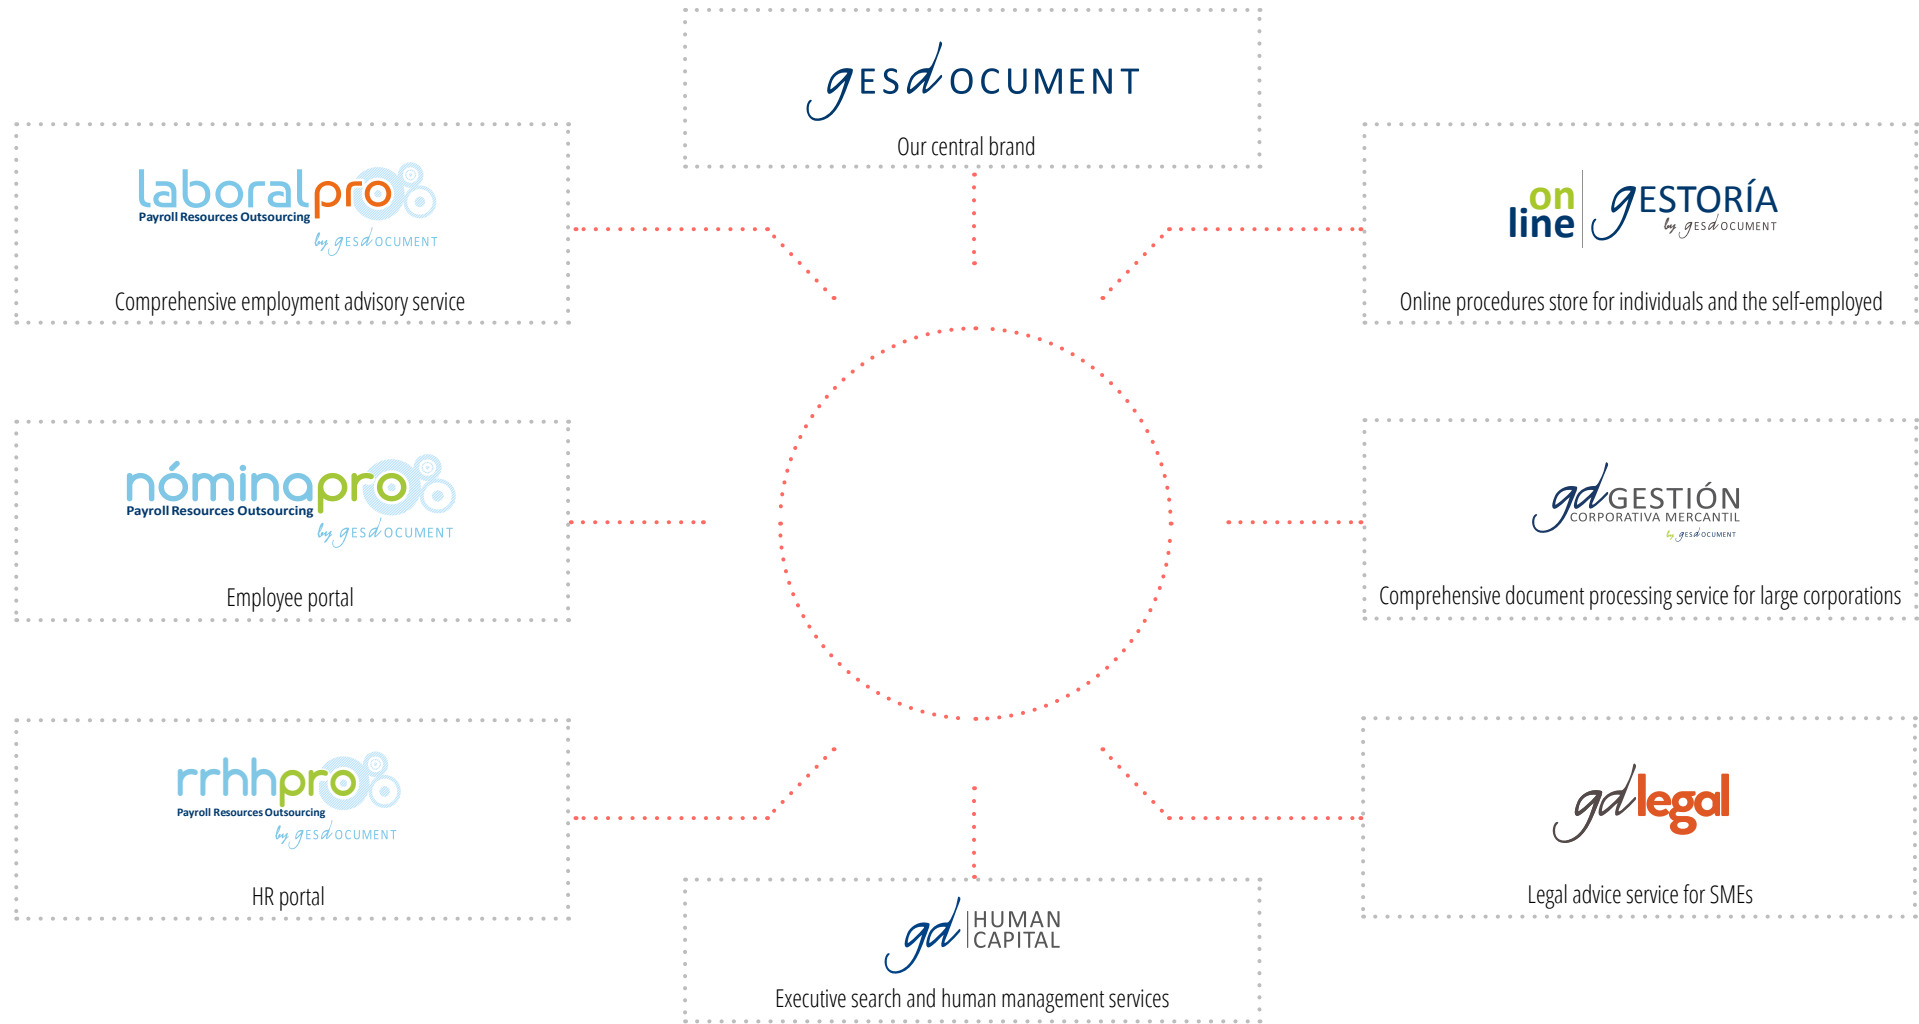 gESdOCUMENT
Our central brand
laboralpro
Payroll Resources Outsourcing
by gESdOCUMENT
Comprehensive employment advisory service
on
line
gESTORÍA
by gESdOCUMENT
Online procedures store for individuals and the self-employed
nóminapro
Payroll Resources Outsourcing
by gESdOCUMENT
Employee portal
gdGESTIÓN
CORPORATIVA MERCANTIL
by gESdOCUMENT
Comprehensive document processing service for large corporations
rrhhpro
Payroll Resources Outsourcing
by gESdOCUMENT
HR portal
gdlegal
Legal advice service for SMEs
gd HUMAN
CAPITAL
Executive search and human management services